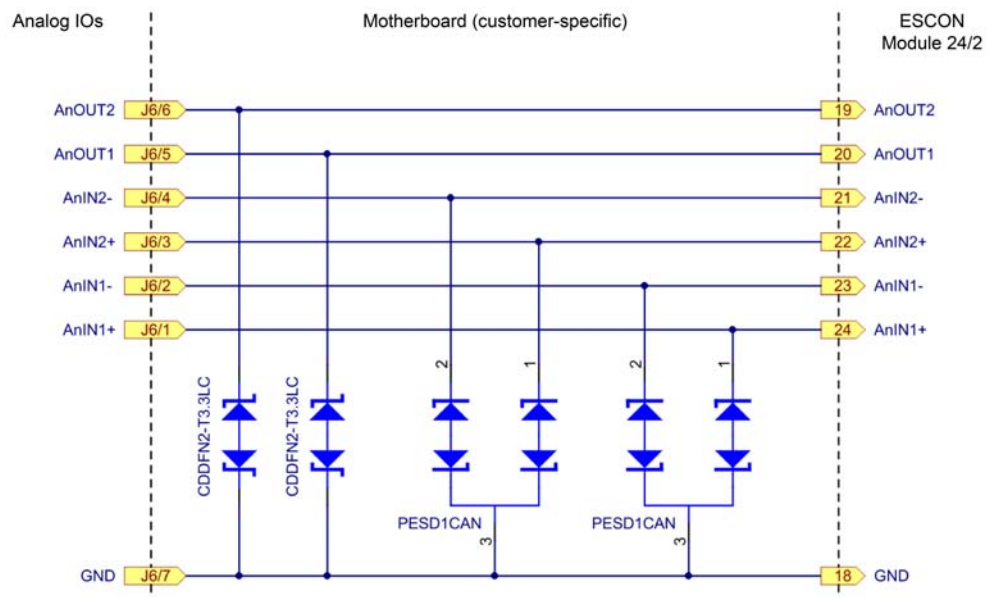 Analog IOs Motherboard (customer-specific) ESCON
Module 24/2
AnOUT2 J6/6 19 AnOUT2
AnOUT1 J6/5 20 AnOUT1
AnIN2- J6/4 21 AnIN2-
AnIN2+ J6/3 22 AnIN2+
AnIN1- J6/2 23 AnIN1-
AnIN1+ J6/1 24 AnIN1+
2 1 2 1
CDDFN2-T3.3LC CDDFN2-T3.3LC
PESD1CAN PESD1CAN
3 3
GND J6/7 18 GND